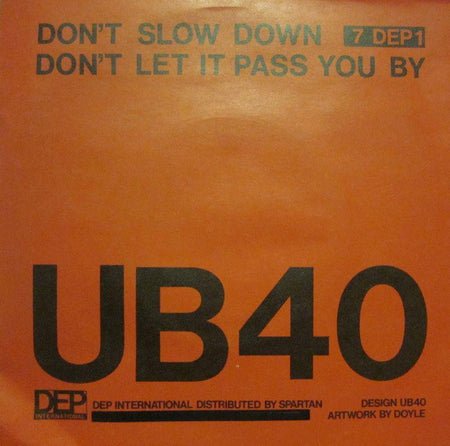 DON'T SLOW DOWN 7 DEP1
DON'T LET IT PASS YOU BY
UB40
DEP
INTERNATIONAL
DEP INTERNATIONAL DISTRIBUTED BY SPARTAN
DESIGN UB40
ARTWORK BY DOYLE